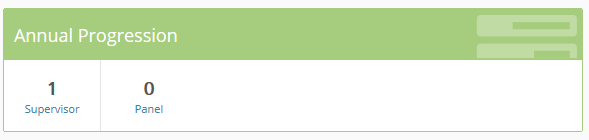 Annual Progression
1 0
Supervisor Panel